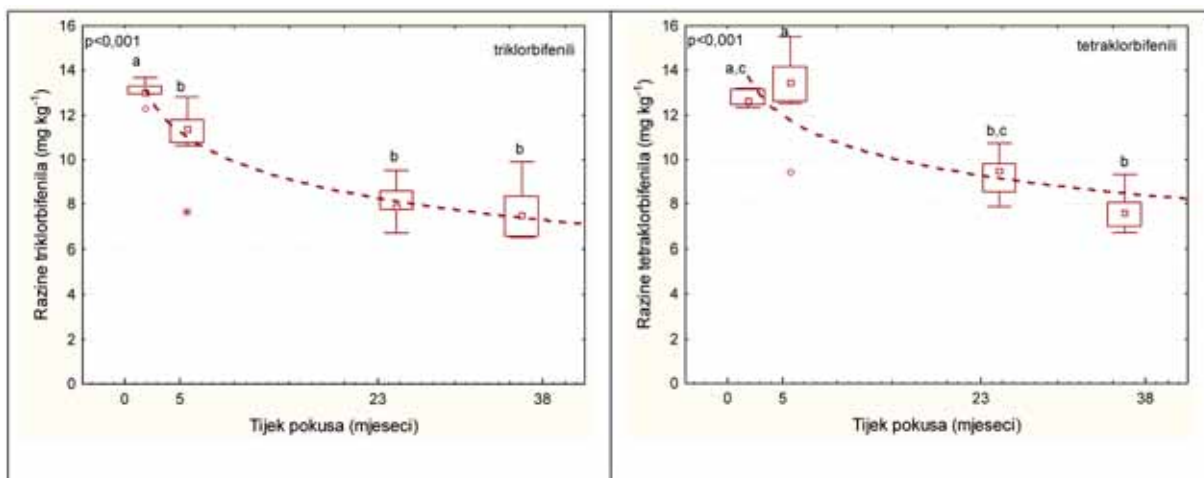 p<0,001
triklorbifenili
a
b
b
b
16
14
12
10
8
6
4
2
0
Razine triklorbifenila (mg kg⁻¹)
0 5 23 38
Tijek pokusa (mjeseci)
p<0,001
tetraklorbifenili
a
a,c
b,c
b
16
14
12
10
8
6
4
2
0
Razine tetraklorbifenila (mg kg⁻¹)
0 5 23 38
Tijek pokusa (mjeseci)